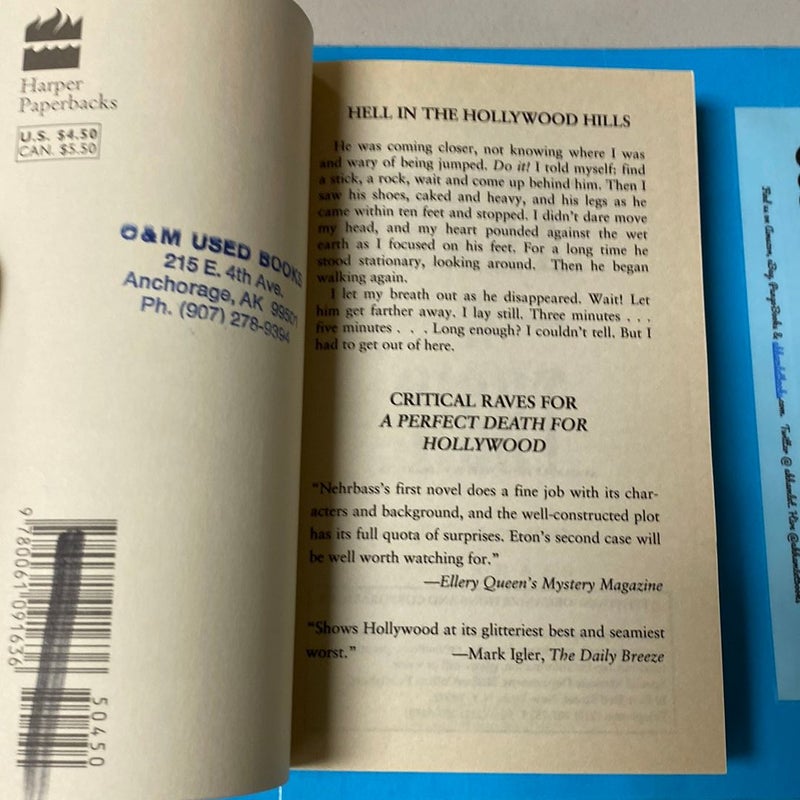 Harper
Paperbacks
U.S. $4.50
CAN. $5.50
C&M USED BOOKS
215 E. 4th Ave.
Anchorage, AK 99501
Ph. (907) 278-9394
9 780061 091636
50450
HELL IN THE HOLLYWOOD HILLS
He was coming closer, not knowing where I was
and wary of being jumped. Do it! I told myself; find
a stick, a rock, wait and come up behind him. Then I
saw his shoes, caked and heavy, and his legs as he
came within ten feet and stopped. I didn't dare move
my head, and my heart pounded against the wet
earth as I focused on his feet. For a long time he
stood stationary, looking around. Then he began
walking again.
I let my breath out as he disappeared. Wait! Let
him get farther away. I lay still. Three minutes . . .
five minutes . . . Long enough? I couldn't tell. But I
had to get out of here.
CRITICAL RAVES FOR
A PERFECT DEATH FOR
HOLLYWOOD
"Nehrbass's first novel does a fine job with its char-
acters and background, and the well-constructed plot
has its full quota of surprises. Eton's second case will
be well worth watching for."
—Ellery Queen's Mystery Magazine
"Shows Hollywood at its glitteriest best and seamiest
worst." —Mark Igler, The Daily Breeze
Find us on Amazon, eBay, PangoBooks &